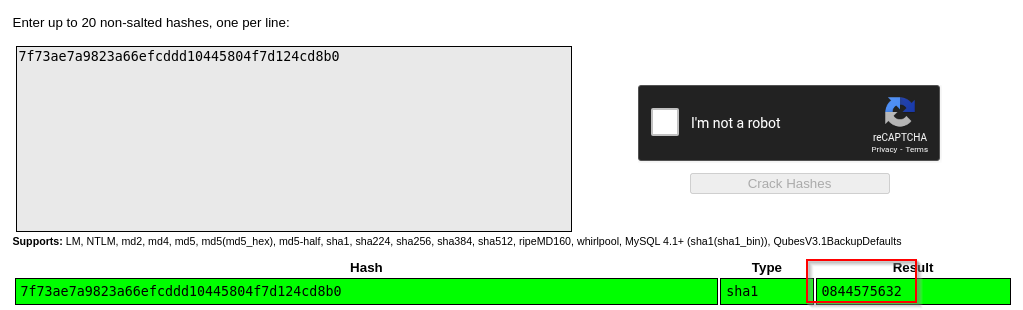 Enter up to 20 non-salted hashes, one per line:
7f73ae7a9823a66efcddd10445804f7d124cd8b0
I'm not a robot
reCAPTCHA
Privacy - Terms
Crack Hashes
Supports: LM, NTLM, md2, md4, md5, md5(md5_hex), md5-half, sha1, sha224, sha256, sha384, sha512, ripeMD160, whirlpool, MySQL 4.1+ (sha1(sha1_bin)), QubesV3.1BackupDefaults
Hash Type Result
7f73ae7a9823a66efcddd10445804f7d124cd8b0 sha1 0844575632